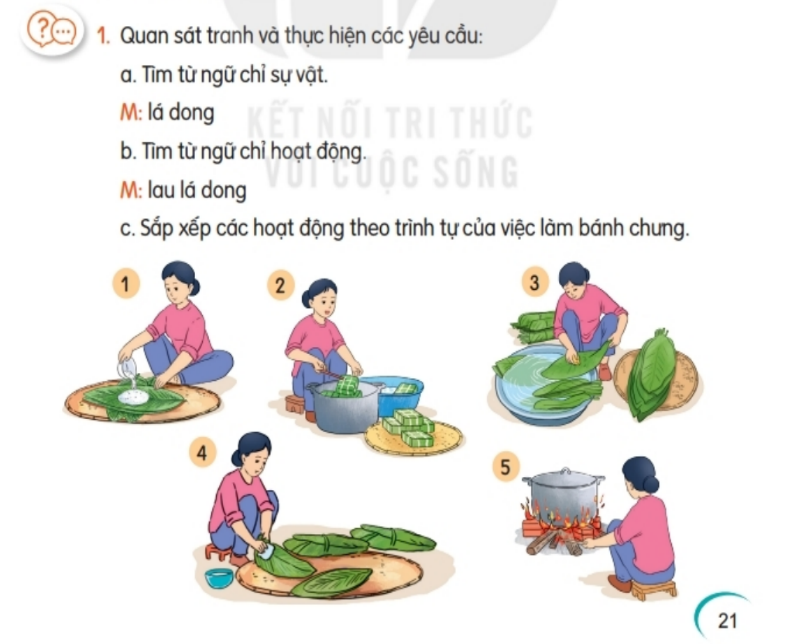 1. Quan sát tranh và thực hiện các yêu cầu:
a. Tìm từ ngữ chỉ sự vật.
M: lá dong
b. Tìm từ ngữ chỉ hoạt động.
M: lau lá dong
c. Sắp xếp các hoạt động theo trình tự của việc làm bánh chưng.
KẾT NỐI TRI THỨC
VỚI CUỘC SỐNG
1
2
3
4
5
21